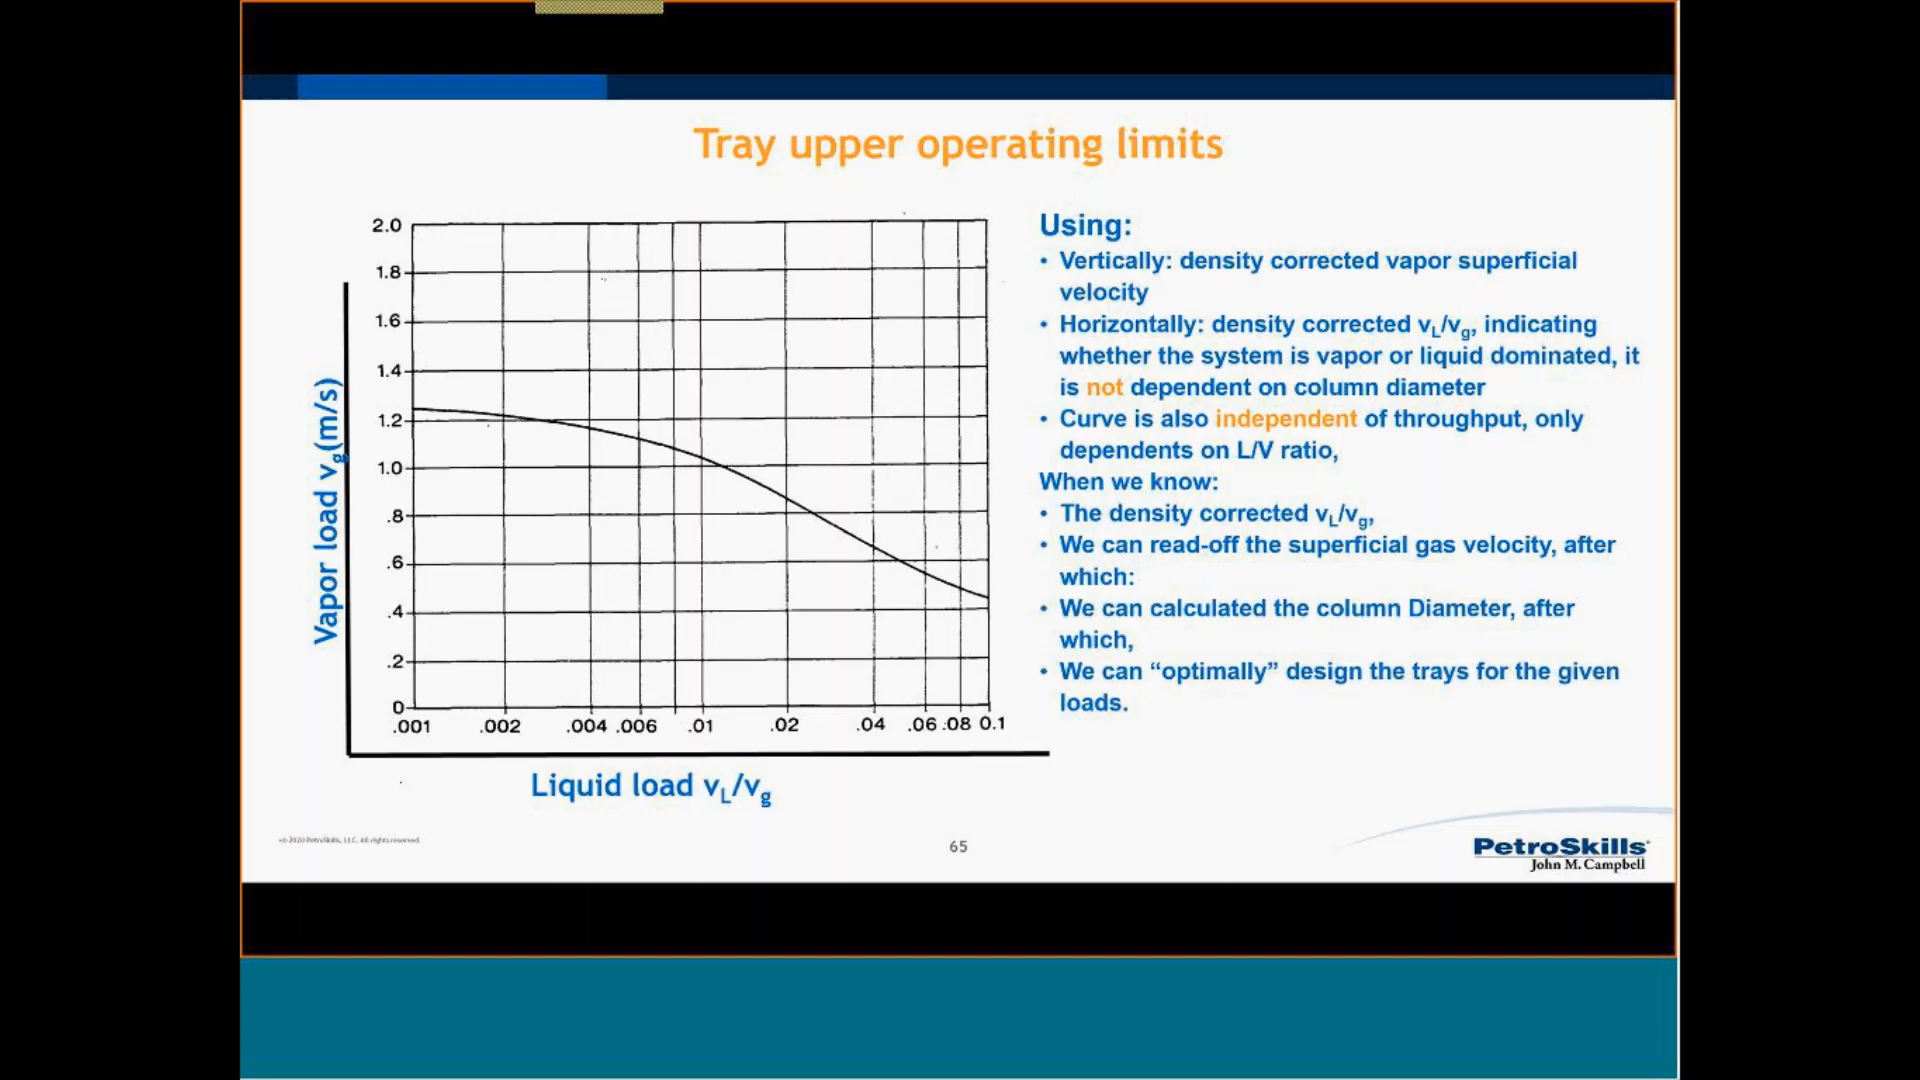 Tray upper operating limits
2.0
1.8
1.6
1.4
1.2
1.0
.8
.6
.4
.2
0
.001 .002 .004 .006 .01 .02 .04 .06 .08 0.1
Vapor load vg(m/s)
Liquid load vL/vg
Using:
• Vertically: density corrected vapor superficial
velocity
• Horizontally: density corrected vL/vg, indicating
whether the system is vapor or liquid dominated, it
is not dependent on column diameter
• Curve is also independent of throughput, only
dependents on L/V ratio,
When we know:
• The density corrected vL/vg,
• We can read-off the superficial gas velocity, after
which:
• We can calculated the column Diameter, after
which,
• We can “optimally” design the trays for the given
loads.
© 2020 PetroSkills, LLC. All rights reserved.
65
PetroSkills
John M. Campbell